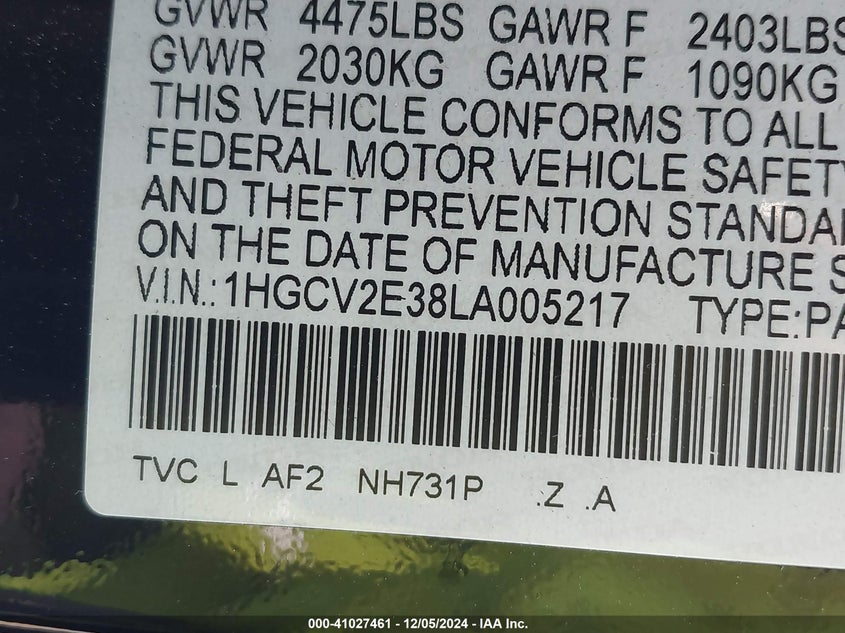 GVWR 4475LBS GAWR F 2403LBS
GVWR 2030KG GAWR F 1090KG
THIS VEHICLE CONFORMS TO ALL
FEDERAL MOTOR VEHICLE SAFETY
AND THEFT PREVENTION STANDAR
ON THE DATE OF MANUFACTURE S
V.I.N.:1HGCV2E38LA005217 TYPE:PA
TVC L AF2 NH731P .Z .A
000-41027461 - 12/05/2024 - IAA Inc.